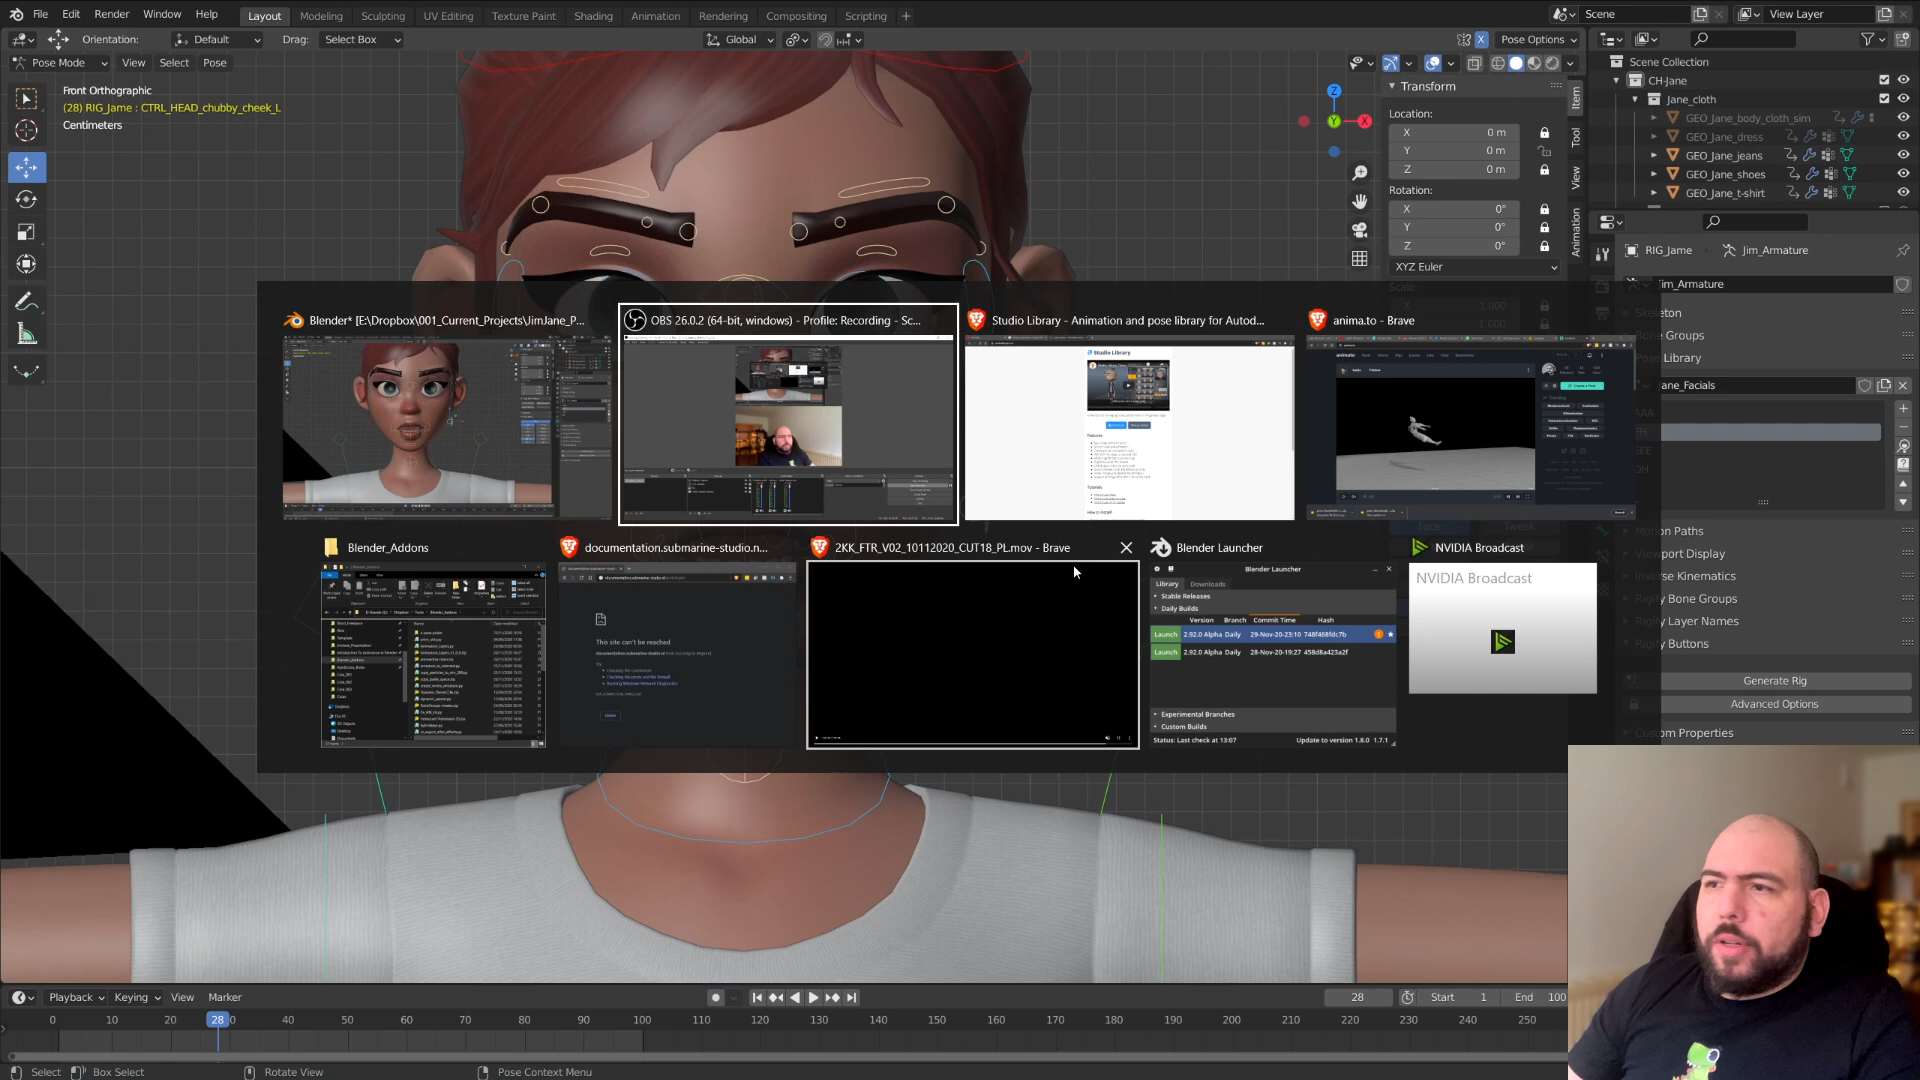 File Edit Render Window Help Layout Modeling Sculpting UV Editing Texture Paint Shading Animation Rendering Compositing Scripting + Scene View Layer
Orientation: Default Drag: Select Box Global X Pose Options
Pose Mode View Select Pose
Front Orthographic
(28) RIG_Jame : CTRL_HEAD_chubby_cheek_L
Centimeters
Z
Y
X
Transform
Location:
X 0 m
Y 0 m
Z 0 m
Rotation:
X 0°
Y 0°
Z 0°
XYZ Euler
Scale
1.000
1.000
Item
Tool
View
Animation
Scene Collection
CH-Jane
Jane_cloth
GEO_Jane_body_cloth_sim
GEO_Jane_dress
GEO_Jane_jeans
GEO_Jane_shoes
GEO_Jane_t-shirt
RIG_Jame Jim_Armature
Jim_Armature
Skeleton
Bone Groups
Pose Library
Jane_Facials
Motion Paths
Viewport Display
Inverse Kinematics
Rigify Bone Groups
Rigify Layer Names
Rigify Buttons
Generate Rig
Advanced Options
Custom Properties
Blender* [E:\Dropbox\001_Current_Projects\JimJane_P...
OBS 26.0.2 (64-bit, windows) - Profile: Recording - Sc...
Studio Library - Animation and pose library for Autod...
anima.to - Brave
Studio Library
Blender_Addons
documentation.submarine-studio.n...
This site can't be reached
2KK_FTR_V02_10112020_CUT18_PL.mov - Brave
Blender Launcher
Blender Launcher
Library Downloads
Stable Releases
Daily Builds
Version Branch Commit Time Hash
Launch 2.92.0 Alpha Daily 29-Nov-20-23:10 748f468fdc7b
Launch 2.92.0 Alpha Daily 28-Nov-20-19:27 458d8a423a2f
Experimental Branches
Custom Builds
Status: Last check at 13:07 Update to version 1.8.0 1.7.1
NVIDIA Broadcast
NVIDIA Broadcast
Playback Keying View Marker 28 Start 1 End 100
0 10 20 28 0 40 50 60 70 80 90 100 110 120 130 140 150 160 170 180 190 200 210 220 230 240 250
Select Box Select Rotate View Pose Context Menu